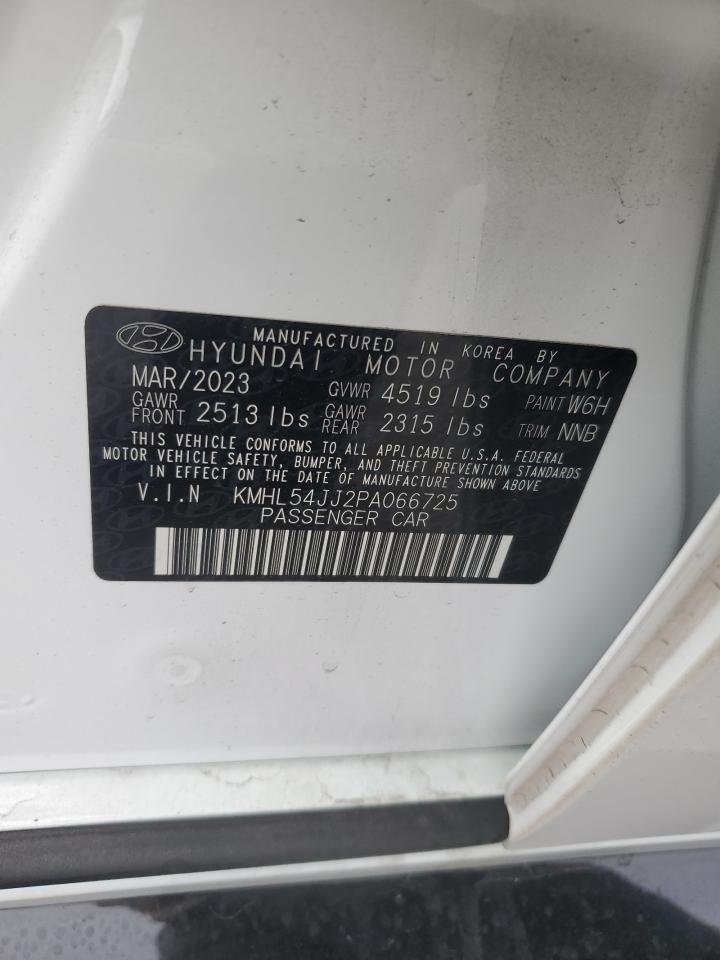 MANUFACTURED IN KOREA BY
HYUNDAI MOTOR COMPANY
MAR/2023 GVWR 4519 lbs PAINT W6H
GAWR FRONT 2513 lbs GAWR REAR 2315 lbs TRIM NNB
THIS VEHICLE CONFORMS TO ALL APPLICABLE U.S.A. FEDERAL
MOTOR VEHICLE SAFETY, BUMPER, AND THEFT PREVENTION STANDARDS
IN EFFECT ON THE DATE OF MANUFACTURE SHOWN ABOVE
V.I.N KMHL54JJ2PA066725
PASSENGER CAR